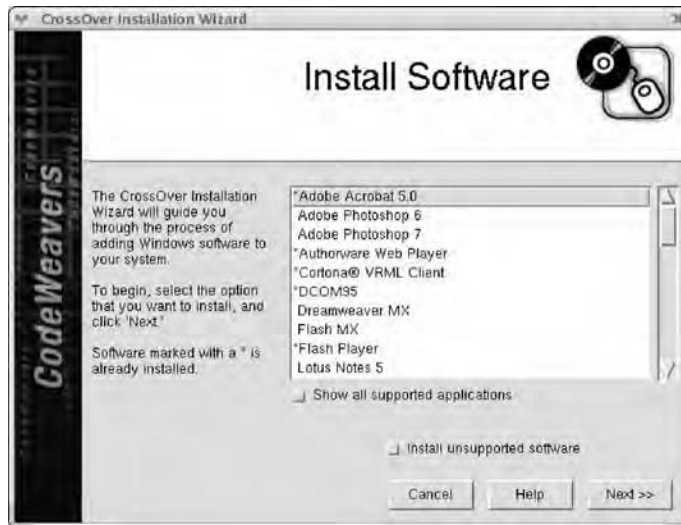 CrossOver Installation Wizard
Install Software
CodeWeavers
The CrossOver Installation
Wizard will guide you
through the process of
adding Windows software to
your system.
To begin, select the option
that you want to install, and
click 'Next.'
Software marked with a * is
already installed.
*Adobe Acrobat 5.0
Adobe Photoshop 6
Adobe Photoshop 7
*Authorware Web Player
*Cortona® VRML Client
*DCOM95
Dreamweaver MX
Flash MX
*Flash Player
Lotus Notes 5
Show all supported applications
Install unsupported software
Cancel
Help
Next >>